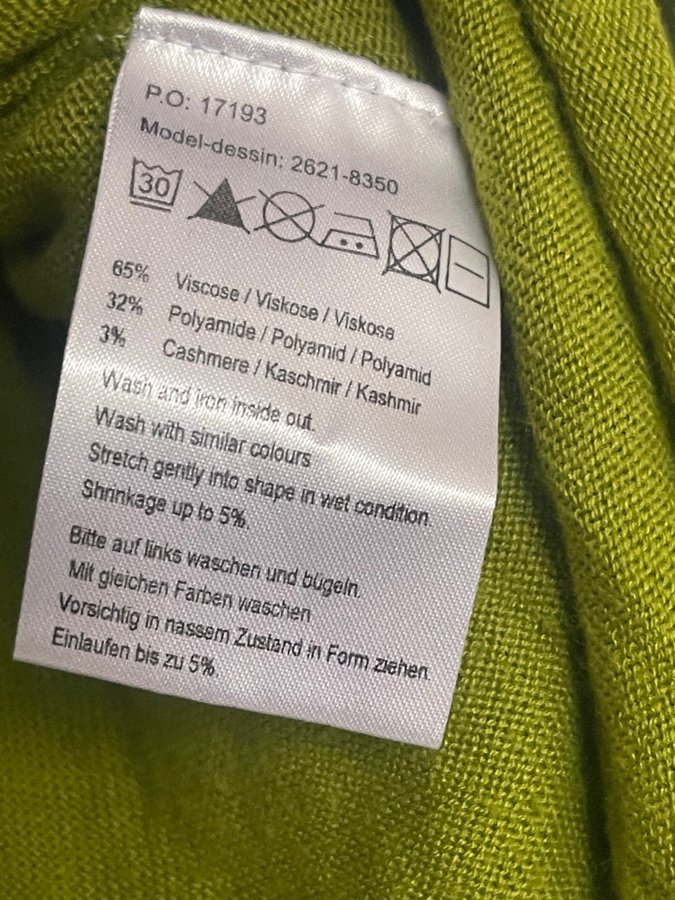 P.O: 17193
Model-dessin: 2621-8350
30
65% Viscose / Viskose / Viskose
32% Polyamide / Polyamid / Polyamid
3% Cashmere / Kaschmir / Kashmir
Wash and iron inside out.
Wash with similar colours
Stretch gently into shape in wet condition.
Shrinkage up to 5%.
Bitte auf links waschen und bügeln.
Mit gleichen Farben waschen
Vorsichtig in nassem Zustand in Form ziehen.
Einlaufen bis zu 5%.